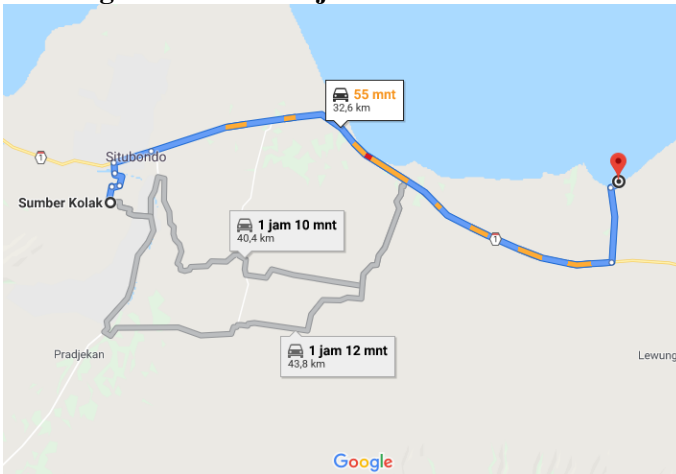 55 mnt
32,6 km
1
Situbondo
Sumber Kolak
1 jam 10 mnt
40,4 km
1
1 jam 12 mnt
43,8 km
Pradjekan
Lewung
Google